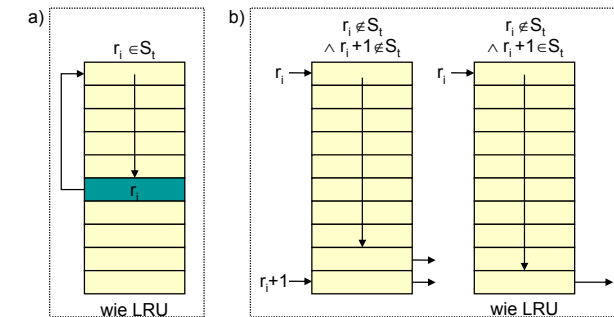 a)
rᵢ ∈Sₜ
rᵢ
wie LRU
b)
rᵢ ∉Sₜ
∧ rᵢ+1∉Sₜ
rᵢ
rᵢ+1
rᵢ ∉Sₜ
∧ rᵢ+1∈Sₜ
rᵢ
wie LRU